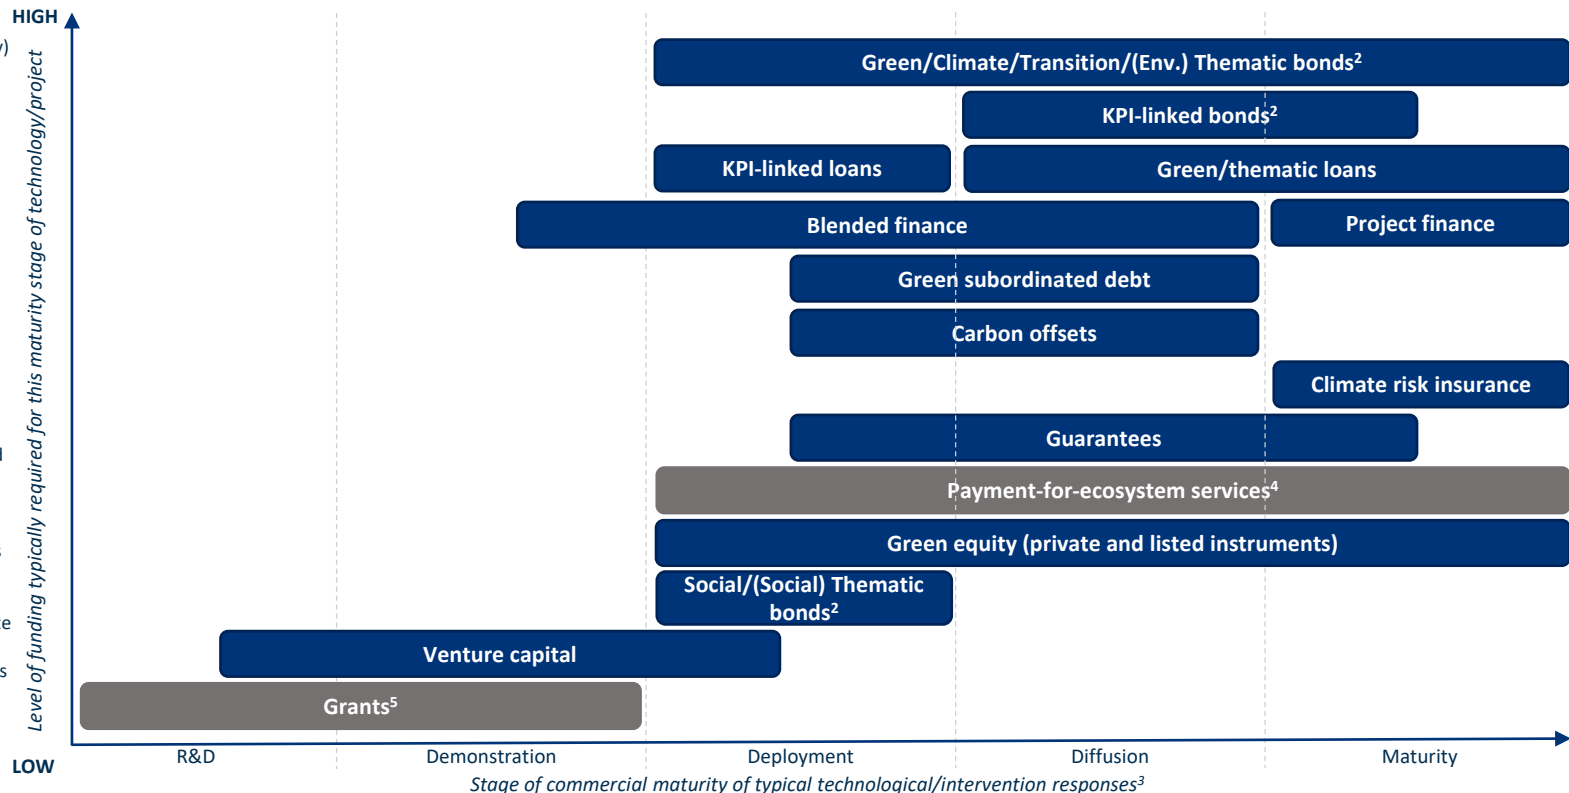 HIGH
y)
Level of funding typically required for this maturity stage of technology/project
Green/Climate/Transition/(Env.) Thematic bonds²
KPI-linked bonds²
KPI-linked loans
Green/thematic loans
Blended finance
Project finance
Green subordinated debt
Carbon offsets
Climate risk insurance
Guarantees
Payment-for-ecosystem services⁴
Green equity (private and listed instruments)
Social/(Social) Thematic
bonds²
Venture capital
Grants⁵
LOW
R&D
Demonstration
Deployment
Diffusion
Maturity
Stage of commercial maturity of typical technological/intervention responses³